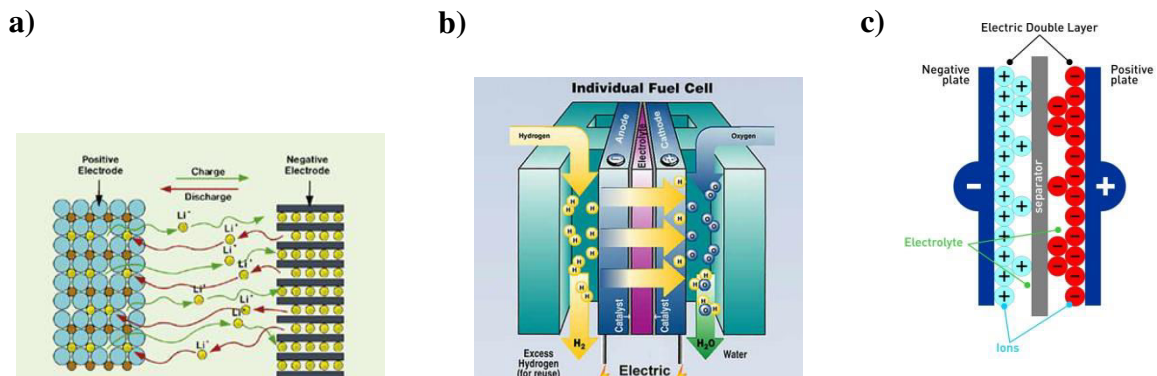 a)
b)
c)
Positive
Electrode
Negative
Electrode
Charge
Discharge
Li+
Li+
Li+
Li+
Li+
Li+
Li+
Individual Fuel Cell
Hydrogen
Anode
Electrolyte
Cathode
Oxygen
H
H
H
H
H
H
O
O
O
Catalyst
Catalyst
H₂
H₂O
Excess
Hydrogen
(for reuse)
Water
Electric
Electric Double Layer
Negative
plate
Positive
plate
-
+
separator
Electrolyte
Ions